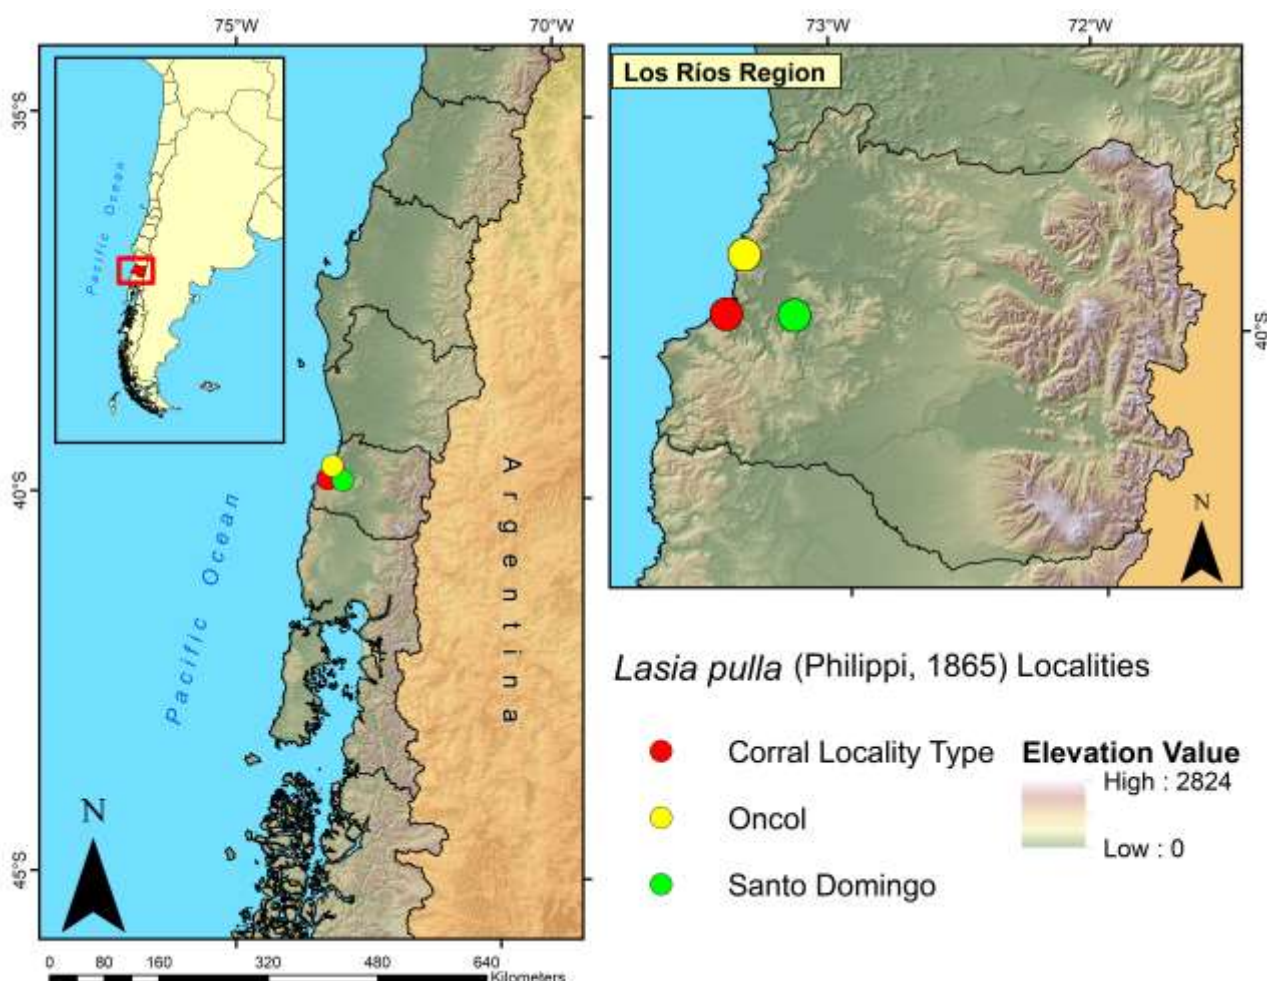 75°W
70°W
35°S
40°S
45°S
Pacific Ocean
Pacific Ocean
Argentina
N
0 80 160 320 480 640
Kilometers
73°W
72°W
Los Ríos Region
40°S
N
Lasia pulla (Philippi, 1865) Localities
Corral Locality Type
Oncol
Santo Domingo
Elevation Value
High : 2824
Low : 0